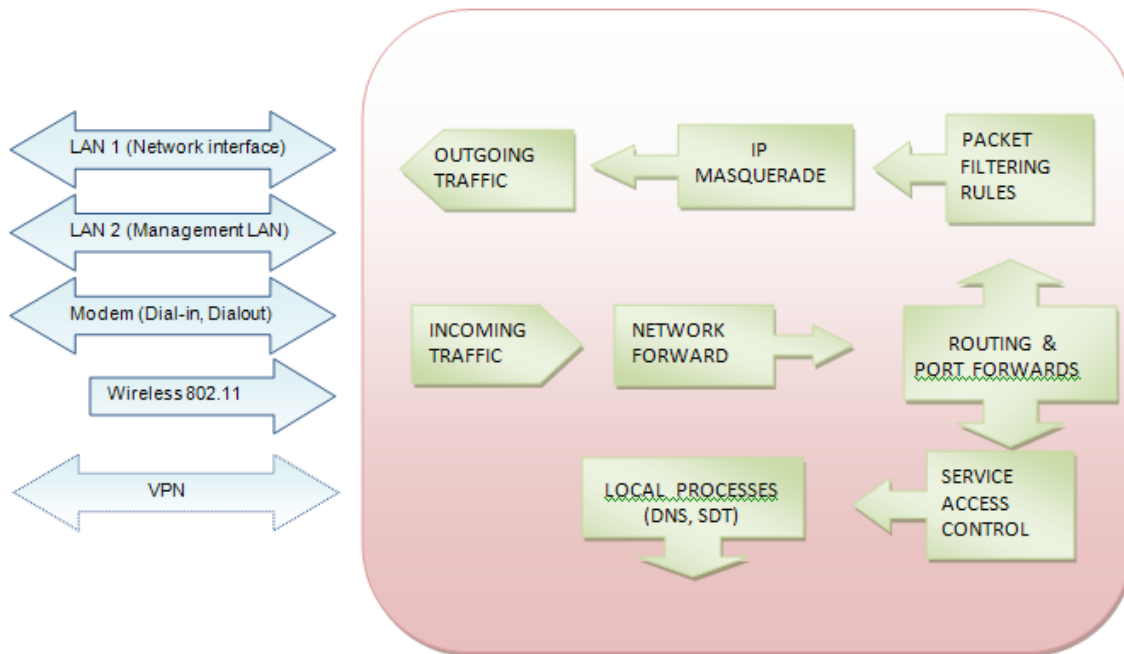 LAN 1 (Network interface)
LAN 2 (Management LAN)
Modem (Dial-in, Dialout)
Wireless 802.11
VPN
OUTGOING
TRAFFIC
IP
MASQUERADE
PACKET
FILTERING
RULES
INCOMING
TRAFFIC
NETWORK
FORWARD
ROUTING &
PORT FORWARDS
LOCAL PROCESSES
(DNS, SDT)
SERVICE
ACCESS
CONTROL